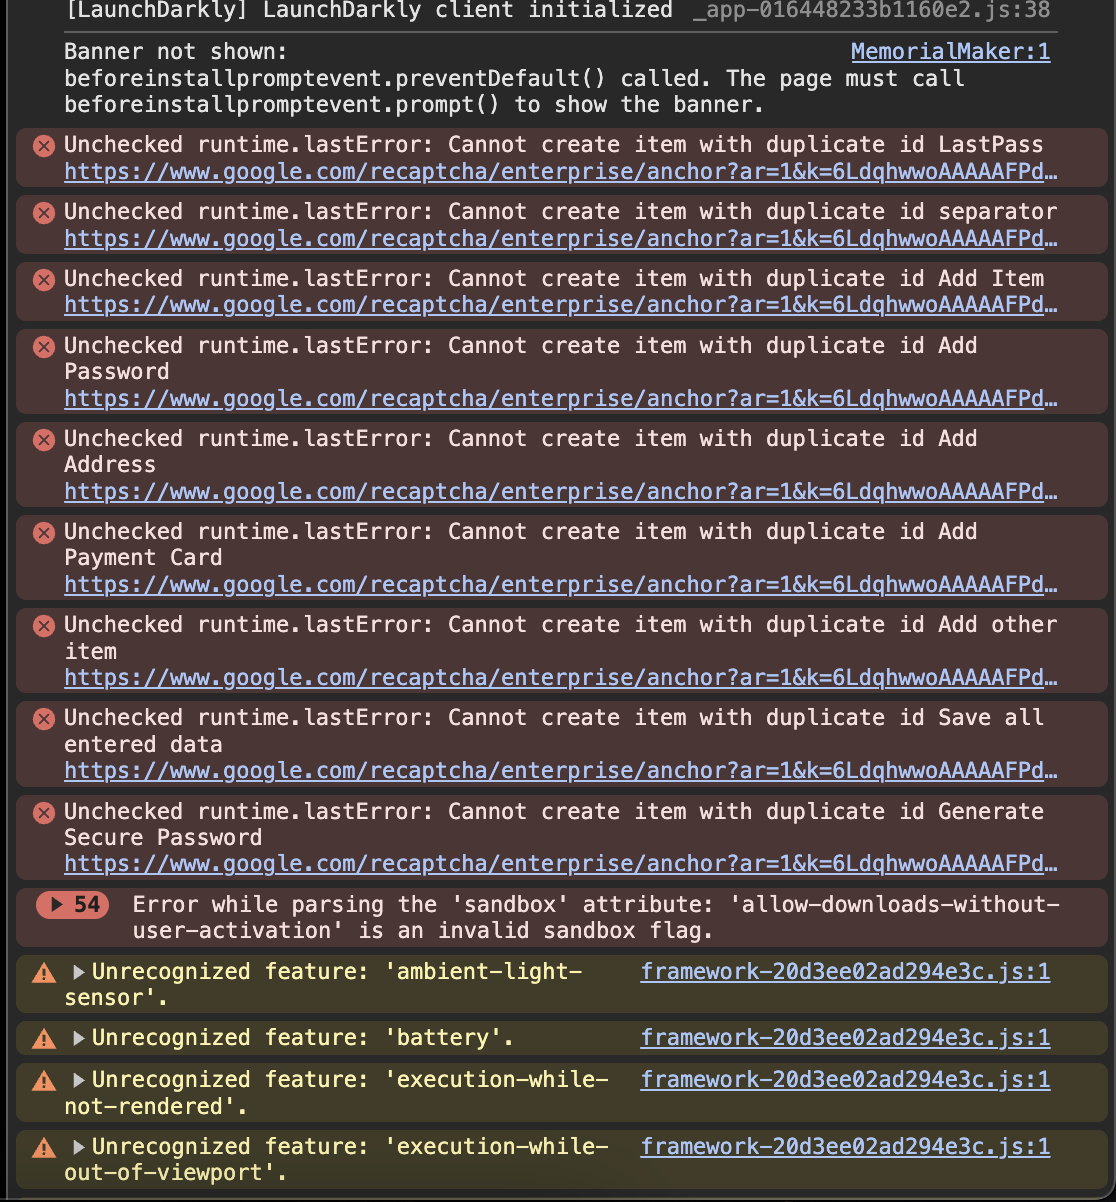 [LaunchDarkly] LaunchDarkly client initialized _app-016448233b1160e2.js:38
Banner not shown: MemorialMaker:1
beforeinstallpromptevent.preventDefault() called. The page must call
beforeinstallpromptevent.prompt() to show the banner.
Unchecked runtime.lastError: Cannot create item with duplicate id LastPass
https://www.google.com/recaptcha/enterprise/anchor?ar=1&k=6LdqhwwoAAAAAFPd…
Unchecked runtime.lastError: Cannot create item with duplicate id separator
https://www.google.com/recaptcha/enterprise/anchor?ar=1&k=6LdqhwwoAAAAAFPd…
Unchecked runtime.lastError: Cannot create item with duplicate id Add Item
https://www.google.com/recaptcha/enterprise/anchor?ar=1&k=6LdqhwwoAAAAAFPd…
Unchecked runtime.lastError: Cannot create item with duplicate id Add
Password
https://www.google.com/recaptcha/enterprise/anchor?ar=1&k=6LdqhwwoAAAAAFPd…
Unchecked runtime.lastError: Cannot create item with duplicate id Add
Address
https://www.google.com/recaptcha/enterprise/anchor?ar=1&k=6LdqhwwoAAAAAFPd…
Unchecked runtime.lastError: Cannot create item with duplicate id Add
Payment Card
https://www.google.com/recaptcha/enterprise/anchor?ar=1&k=6LdqhwwoAAAAAFPd…
Unchecked runtime.lastError: Cannot create item with duplicate id Add other
item
https://www.google.com/recaptcha/enterprise/anchor?ar=1&k=6LdqhwwoAAAAAFPd…
Unchecked runtime.lastError: Cannot create item with duplicate id Save all
entered data
https://www.google.com/recaptcha/enterprise/anchor?ar=1&k=6LdqhwwoAAAAAFPd…
Unchecked runtime.lastError: Cannot create item with duplicate id Generate
Secure Password
https://www.google.com/recaptcha/enterprise/anchor?ar=1&k=6LdqhwwoAAAAAFPd…
54 Error while parsing the 'sandbox' attribute: 'allow-downloads-without-
user-activation' is an invalid sandbox flag.
Unrecognized feature: 'ambient-light- framework-20d3ee02ad294e3c.js:1
sensor'.
Unrecognized feature: 'battery'. framework-20d3ee02ad294e3c.js:1
Unrecognized feature: 'execution-while- framework-20d3ee02ad294e3c.js:1
not-rendered'.
Unrecognized feature: 'execution-while- framework-20d3ee02ad294e3c.js:1
out-of-viewport'.